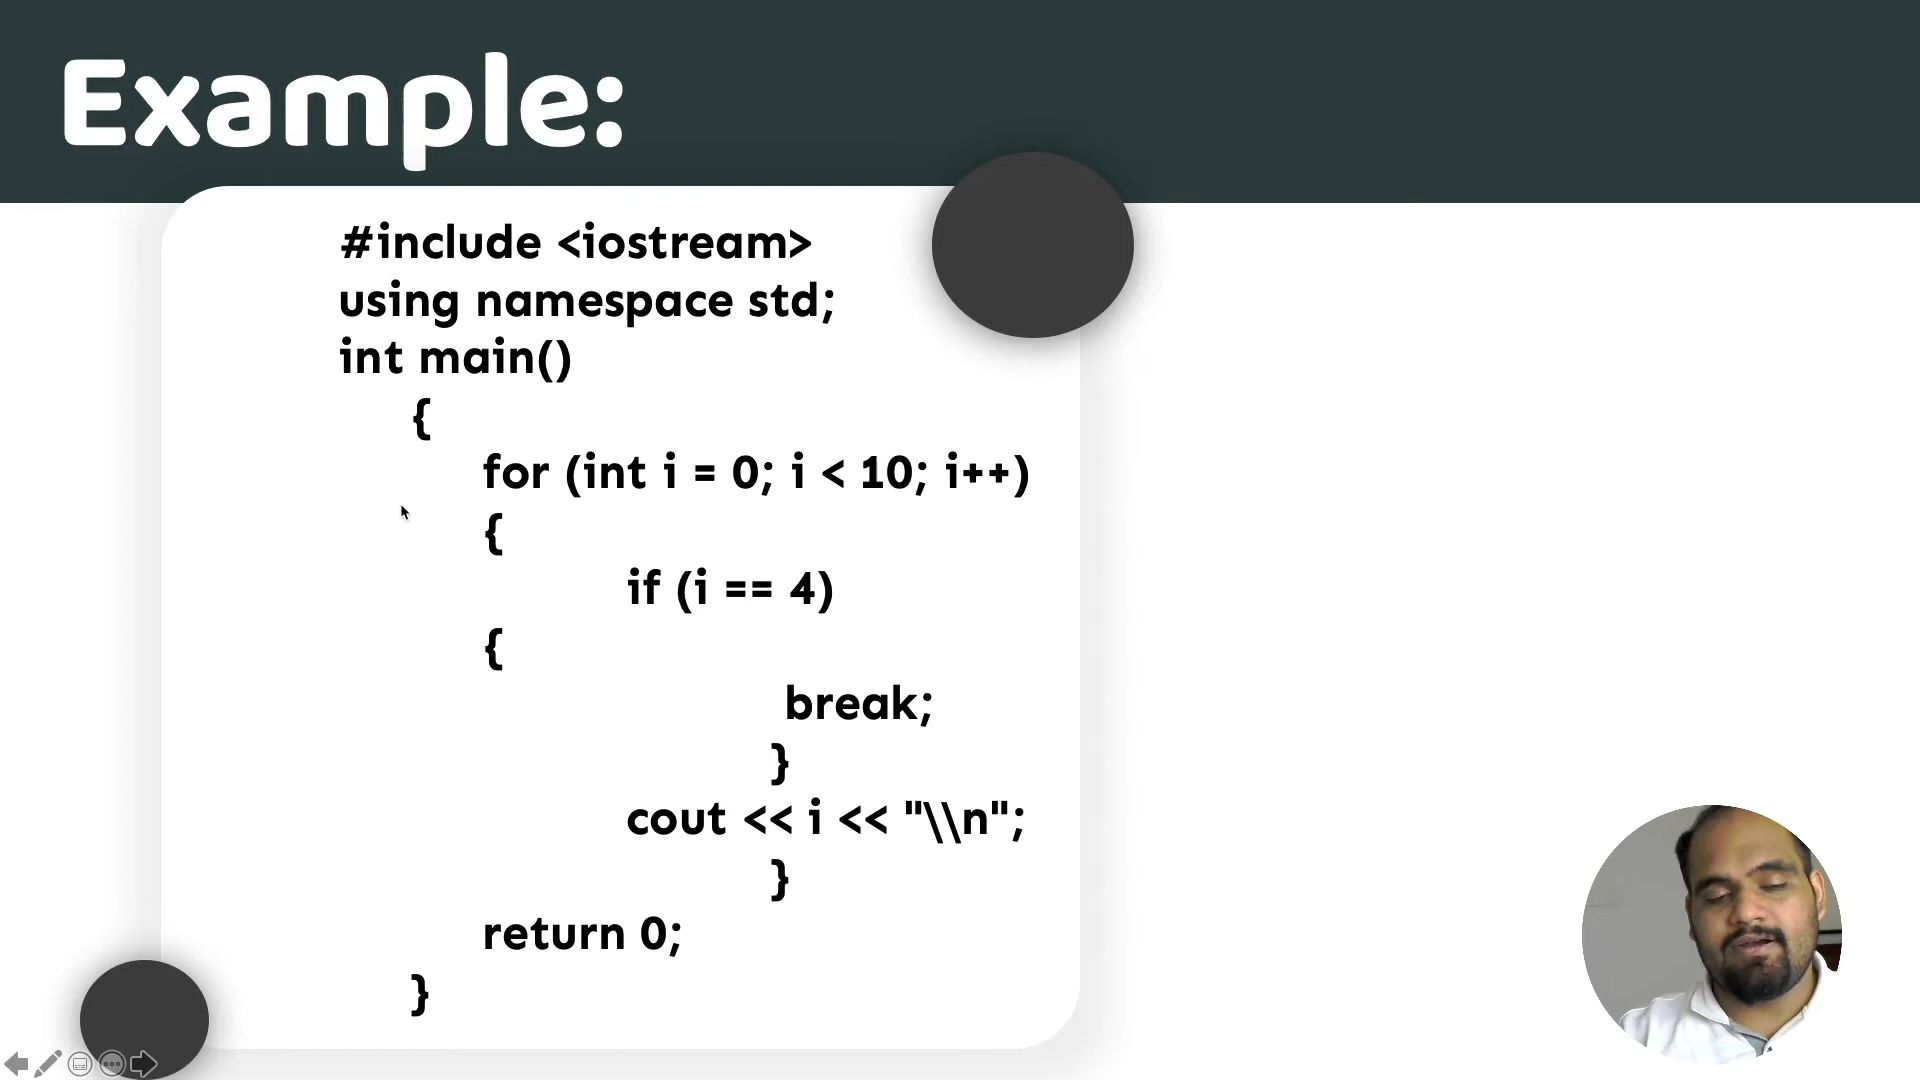 Example:
#include <iostream>
using namespace std;
int main()
{
for (int i = 0; i < 10; i++)
{
if (i == 4)
{
break;
}
cout << i << "\\n";
}
return 0;
}